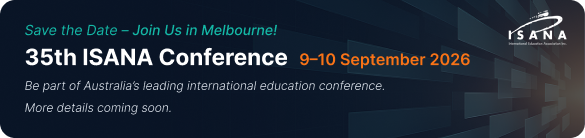 Save the Date – Join Us in Melbourne!
35th ISANA Conference 9–10 September 2026
Be part of Australia's leading international education conference.
More details coming soon.
ISANA
International Education Association Inc.